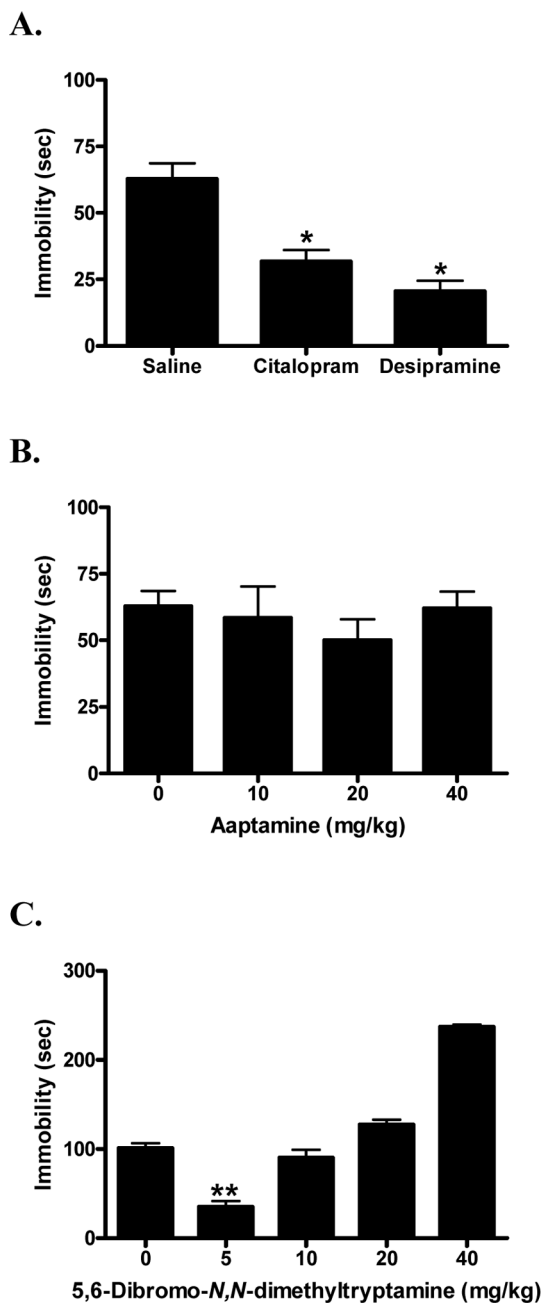 A.
100
75
50
25
0
Immobility (sec)
*
*
Saline Citalopram Desipramine
B.
100
75
50
25
0
Immobility (sec)
0 10 20 40
Aaptamine (mg/kg)
C.
300
200
100
0
Immobility (sec)
**
0 5 10 20 40
5,6-Dibromo-N,N-dimethyltryptamine (mg/kg)